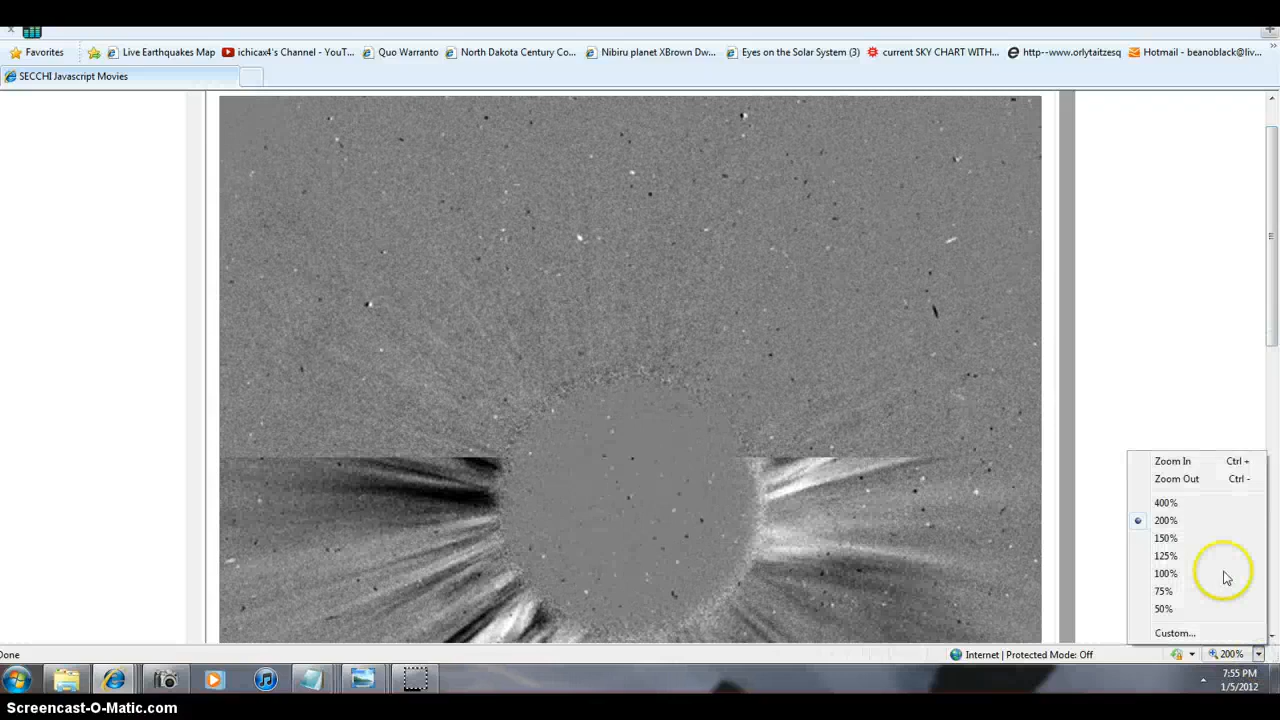 Favorites
Live Earthquakes Map
ichicax4's Channel - YouT...
Quo Warranto
North Dakota Century Co...
Nibiru planet XBrown Dw...
Eyes on the Solar System (3)
current SKY CHART WITH...
http--www.orlytaitzesq
Hotmail - beanoblack@liv...
SECCHI Javascript Movies
Zoom In Ctrl +
Zoom Out Ctrl -
400%
200%
150%
125%
100%
75%
50%
Custom...
Done
Internet | Protected Mode: Off
200%
7:55 PM
1/5/2012
Screencast-O-Matic.com